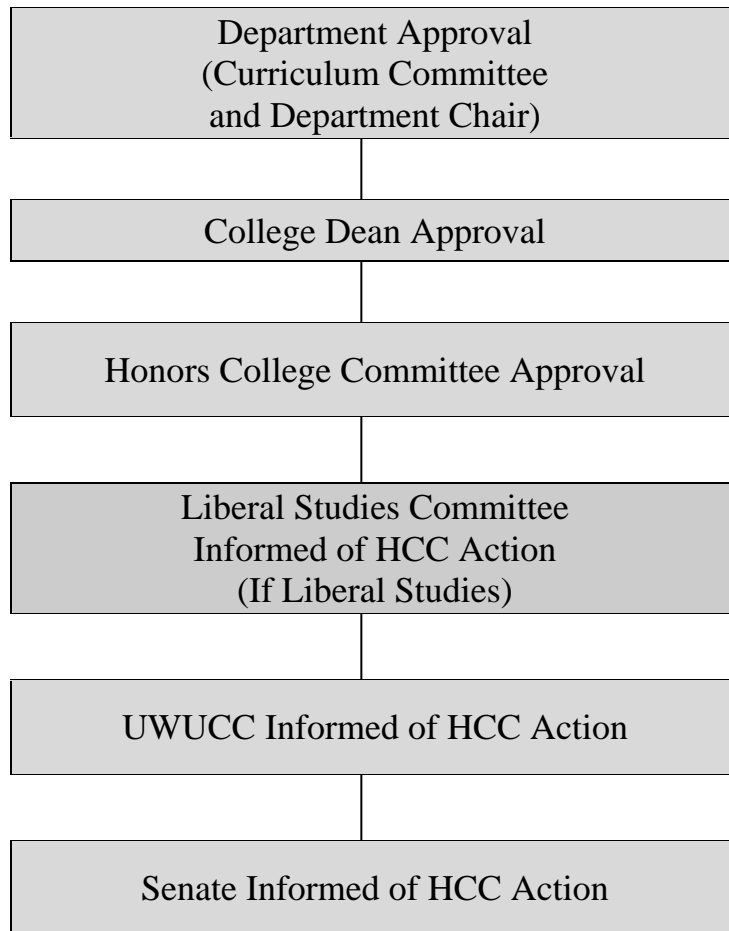 Department Approval
(Curriculum Committee
and Department Chair)
College Dean Approval
Honors College Committee Approval
Liberal Studies Committee
Informed of HCC Action
(If Liberal Studies)
UWUCC Informed of HCC Action
Senate Informed of HCC Action